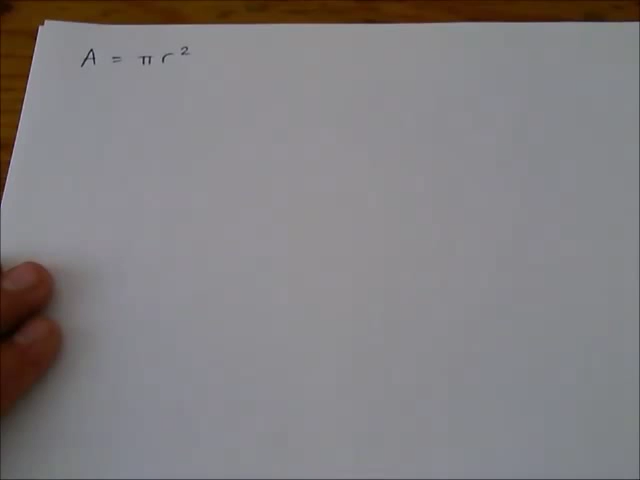 A = πr²